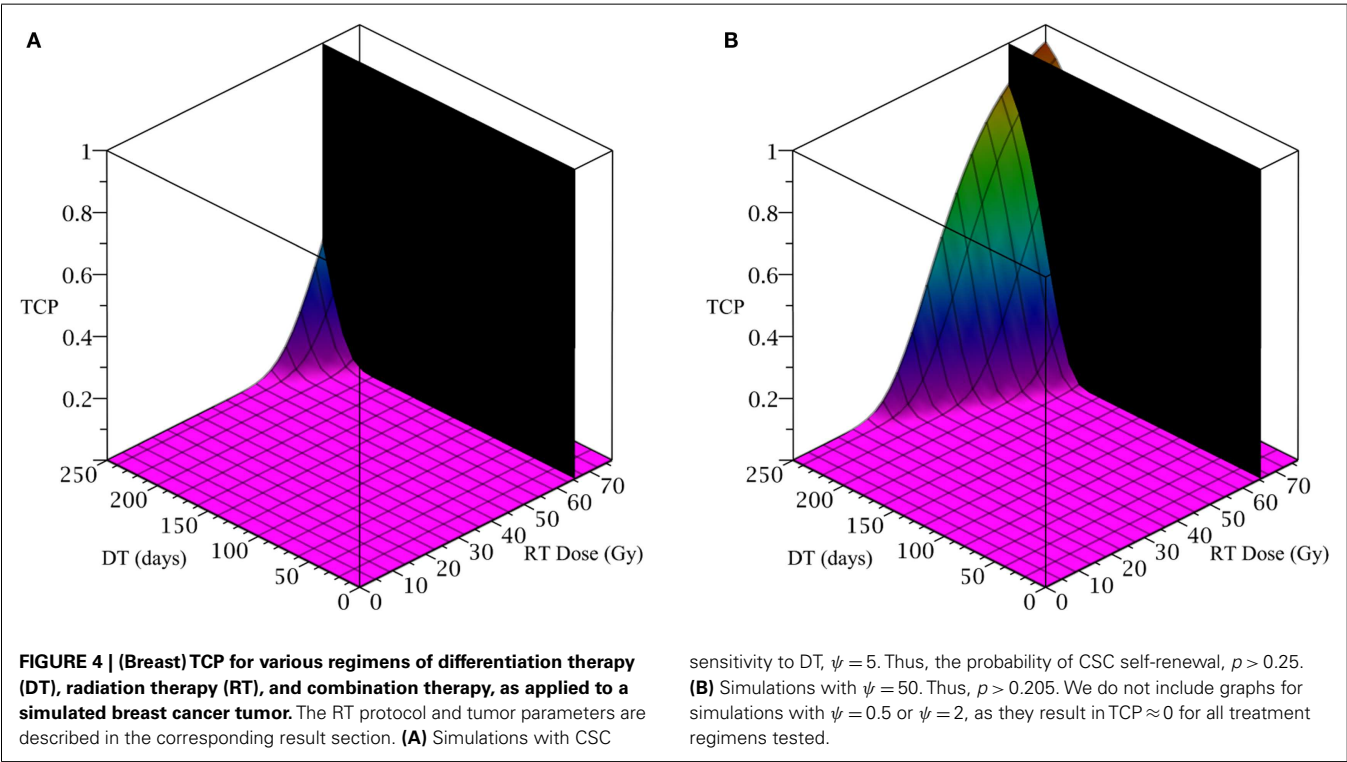 A
1
0.8
0.6
TCP
0.4
0.2
250
200
150
100
50
0
DT (days)
0
10
20
30
40
50
60
70
RT Dose (Gy)
B
1
0.8
0.6
TCP
0.4
0.2
250
200
150
100
50
0
DT (days)
0
10
20
30
40
50
60
70
RT Dose (Gy)
FIGURE 4 | (Breast) TCP for various regimens of differentiation therapy
(DT), radiation therapy (RT), and combination therapy, as applied to a
simulated breast cancer tumor. The RT protocol and tumor parameters are
described in the corresponding result section. (A) Simulations with CSC
sensitivity to DT, ψ = 5. Thus, the probability of CSC self-renewal, p > 0.25.
(B) Simulations with ψ = 50. Thus, p > 0.205. We do not include graphs for
simulations with ψ = 0.5 or ψ = 2, as they result in TCP ≈ 0 for all treatment
regimens tested.